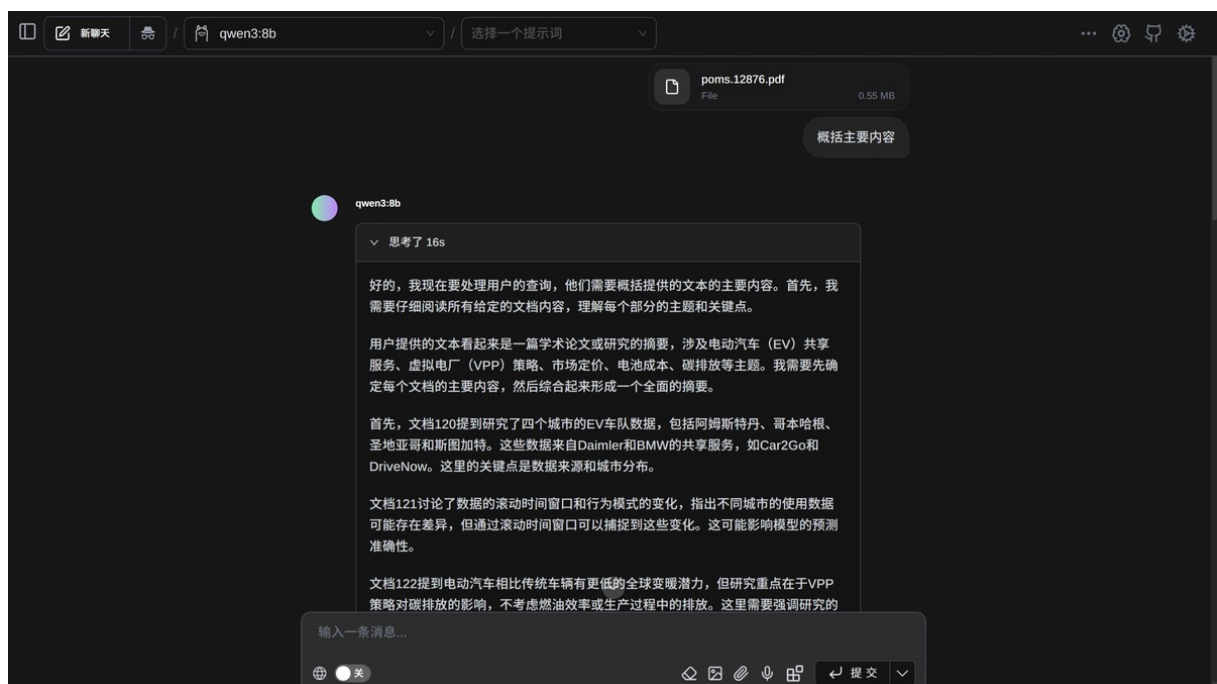 新聊天
/
qwen3:8b
/
选择一个提示词
poms.12876.pdf
File
0.55 MB
概括主要内容
qwen3:8b
思考了 16s
好的，我现在要处理用户的查询，他们需要概括提供的文本的主要内容。首先，我
需要仔细阅读所有给定的文档内容，理解每个部分的主题和关键点。
用户提供的文本看起来是一篇学术论文或研究的摘要，涉及电动汽车（EV）共享
服务、虚拟电厂（VPP）策略、市场定价、电池成本、碳排放等主题。我需要先确
定每个文档的主要内容，然后综合起来形成一个全面的摘要。
首先，文档120提到研究了四个城市的EV车队数据，包括阿姆斯特丹、哥本哈根、
圣地亚哥和斯图加特。这些数据来自Daimler和BMW的共享服务，如Car2Go和
DriveNow。这里的关键点是数据来源和城市分布。
文档121讨论了数据的滚动时间窗口和行为模式的变化，指出不同城市的使用数据
可能存在差异，但通过滚动时间窗口可以捕捉到这些变化。这可能影响模型的预测
准确性。
文档122提到电动汽车相比传统车辆有更低的全球变暖潜力，但研究重点在于VPP
策略对碳排放的影响，不考虑燃油效率或生产过程中的排放。这里需要强调研究的
输入一条消息...
关
提交